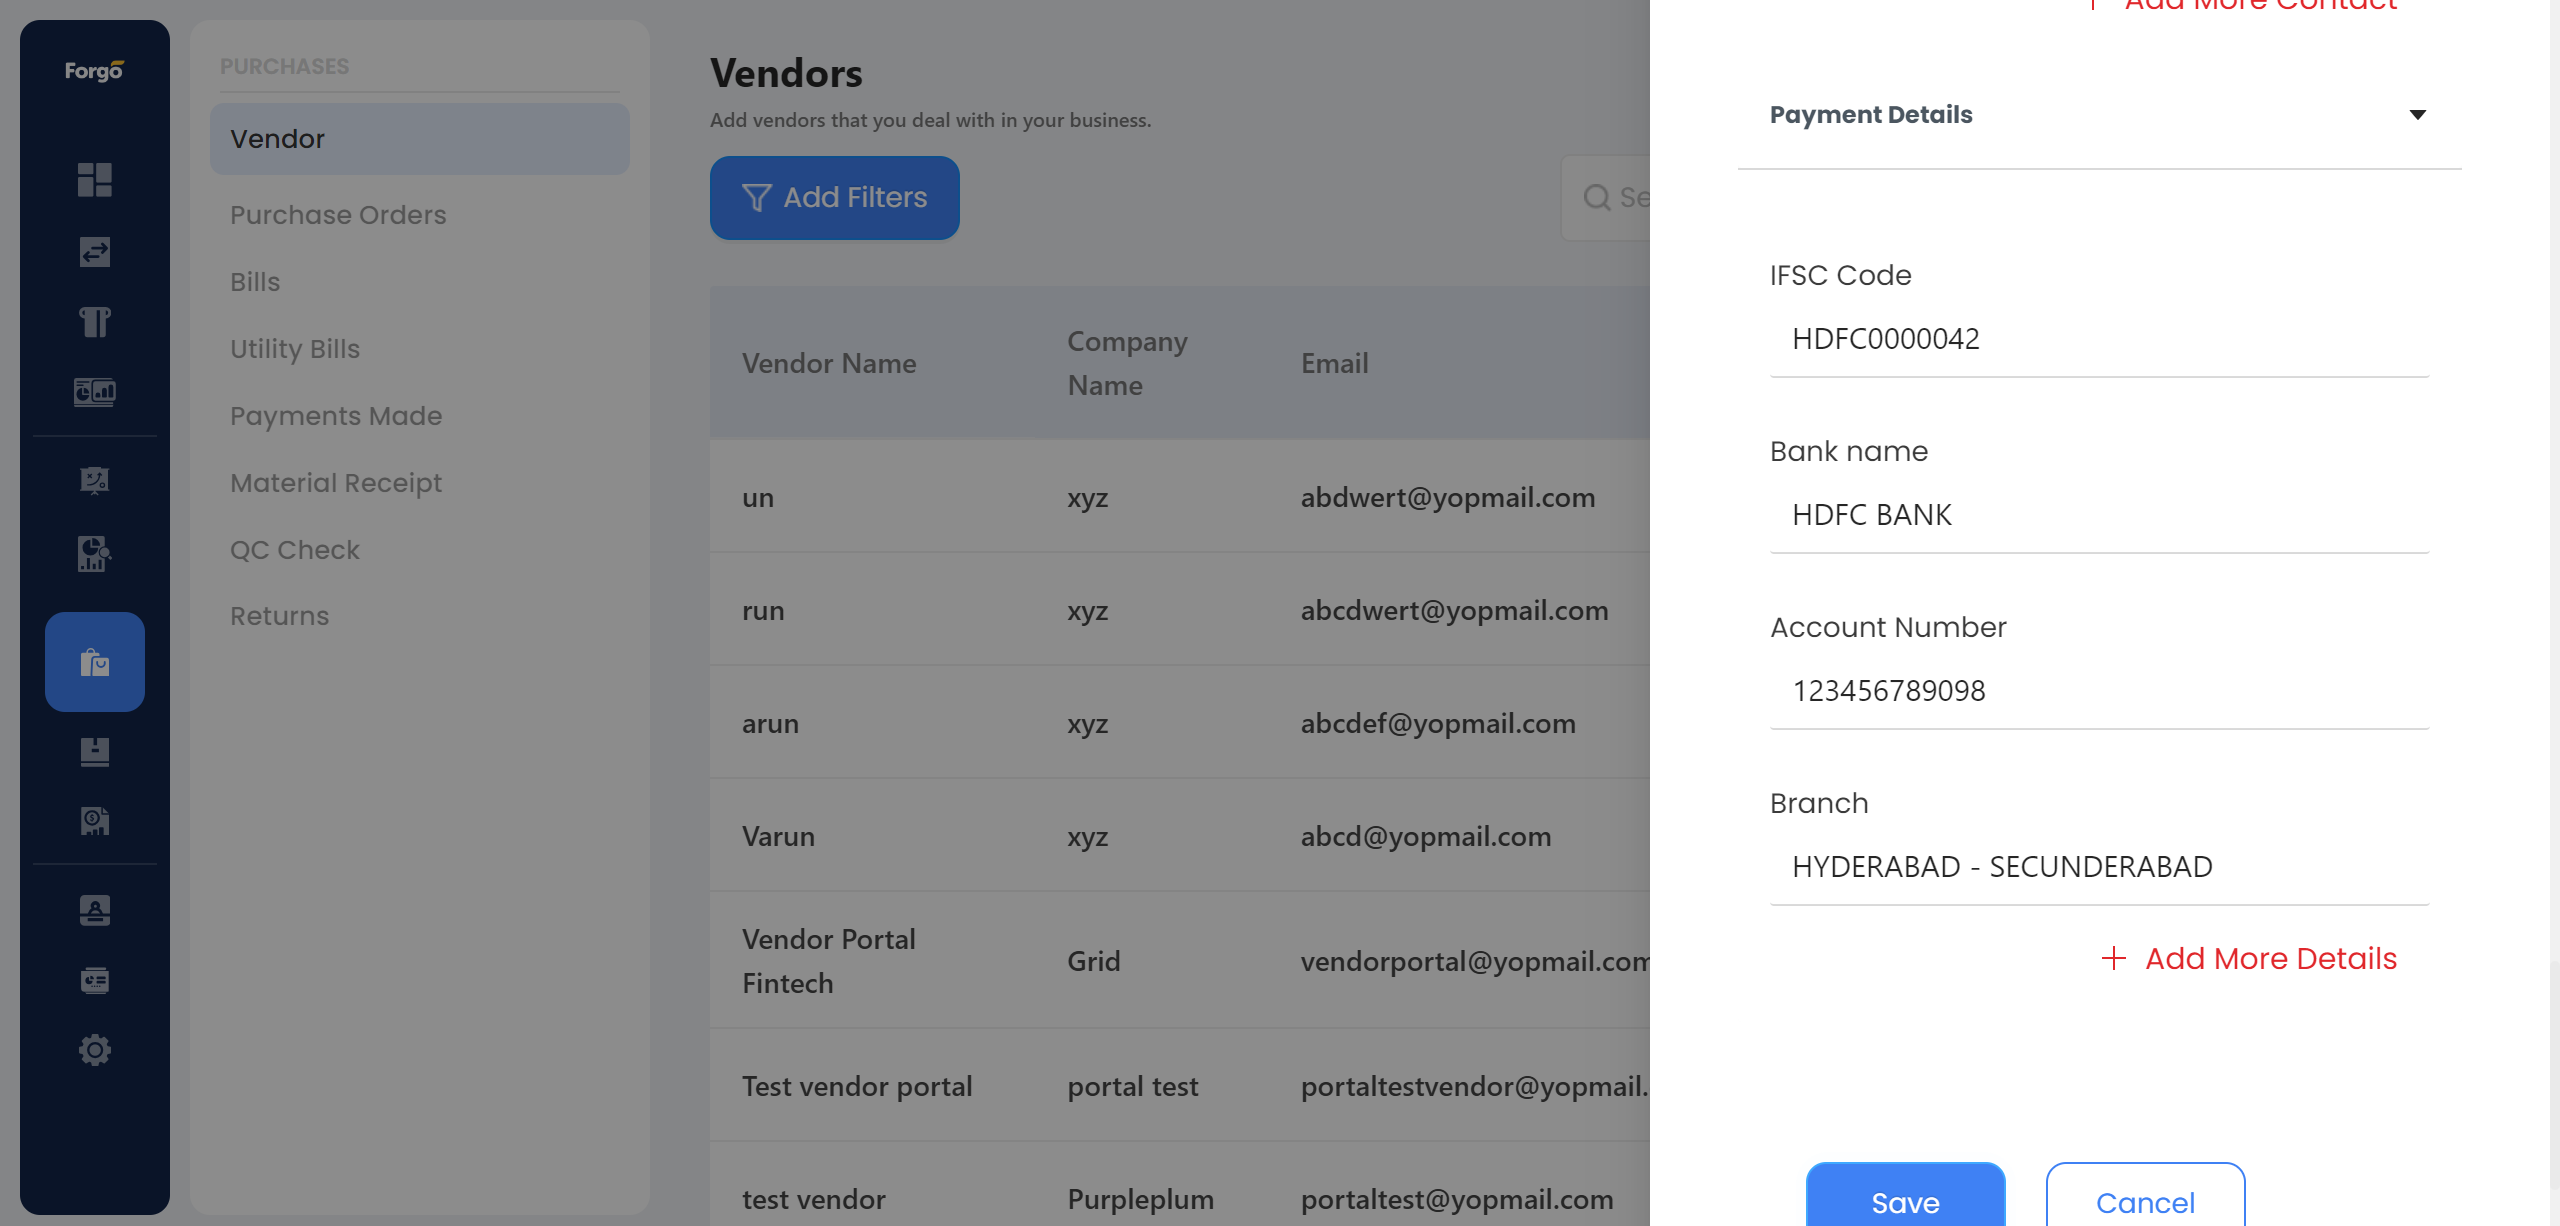 Forgo
PURCHASES
Vendor
Purchase Orders
Bills
Utility Bills
Payments Made
Material Receipt
QC Check
Returns
Vendors
Add vendors that you deal with in your business.
Add Filters
Se
Vendor Name
Company
Name
Email
un
xyz
abdwert@yopmail.com
run
xyz
abcdwert@yopmail.com
arun
xyz
abcdef@yopmail.com
Varun
xyz
abcd@yopmail.com
Vendor Portal
Fintech
Grid
vendorportal@yopmail.com
Test vendor portal
portal test
portaltestvendor@yopmail.
test vendor
Purpleplum
portaltest@yopmail.com
Add More Contact
Payment Details
IFSC Code
HDFC0000042
Bank name
HDFC BANK
Account Number
123456789098
Branch
HYDERABAD - SECUNDERABAD
+ Add More Details
Save
Cancel